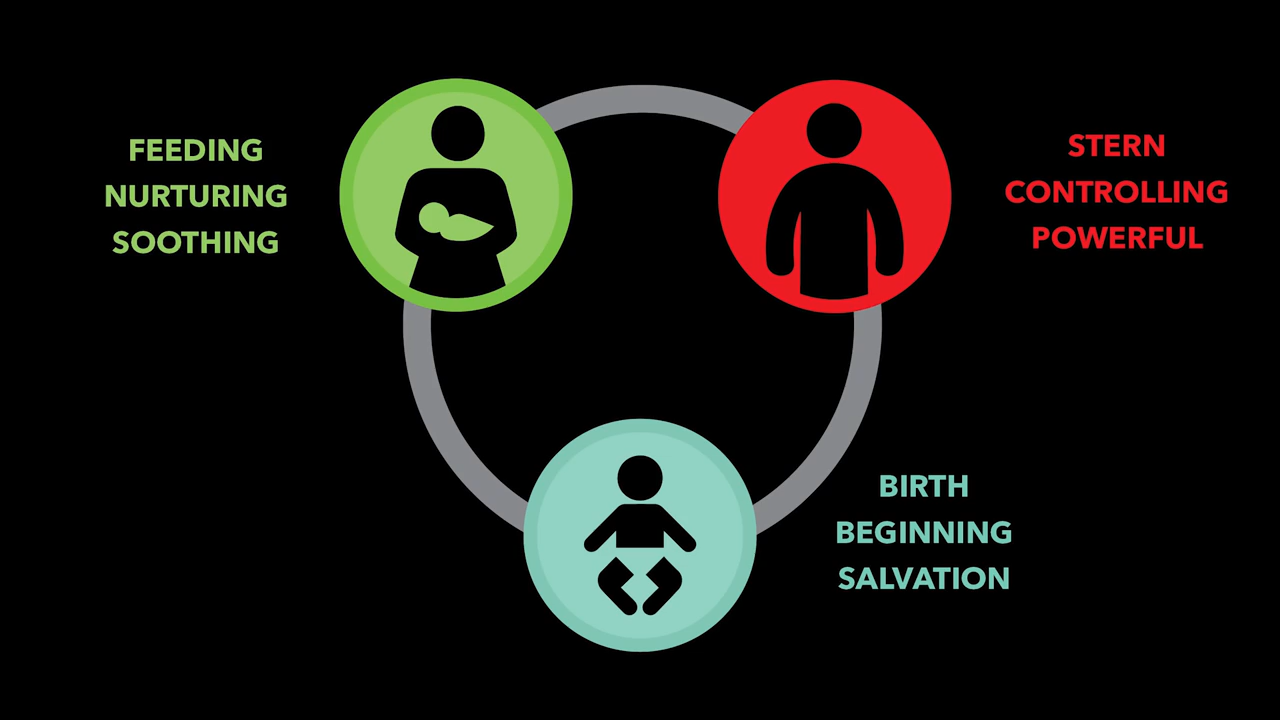 FEEDING
NURTURING
SOOTHING
STERN
CONTROLLING
POWERFUL
BIRTH
BEGINNING
SALVATION